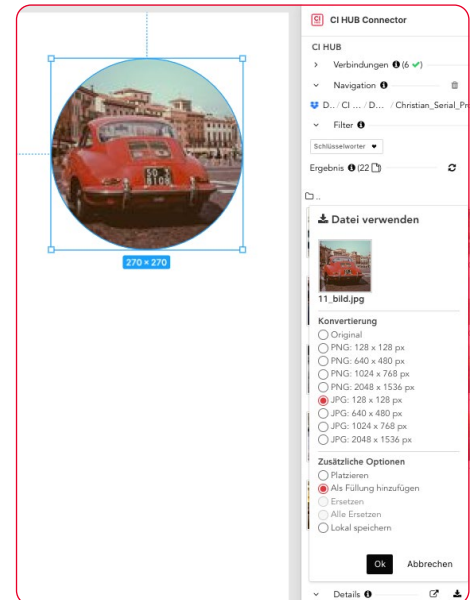 CI HUB Connector
CI HUB
Verbindungen (6 ✔)
Navigation
D.. / CI ... / D... / Christian_Serial_Pr
Filter
Schlüsselworter
Ergebnis (22
..
Datei verwenden
11_bild.jpg
Konvertierung
Original
PNG: 128 x 128 px
PNG: 640 x 480 px
PNG: 1024 x 768 px
PNG: 2048 x 1536 px
JPG: 128 x 128 px
JPG: 640 x 480 px
JPG: 1024 x 768 px
JPG: 2048 x 1536 px
Zusätzliche Optionen
Platzieren
Als Füllung hinzufügen
Ersetzen
Alle Ersetzen
Lokal speichern
Ok Abbrechen
Details
270 × 270